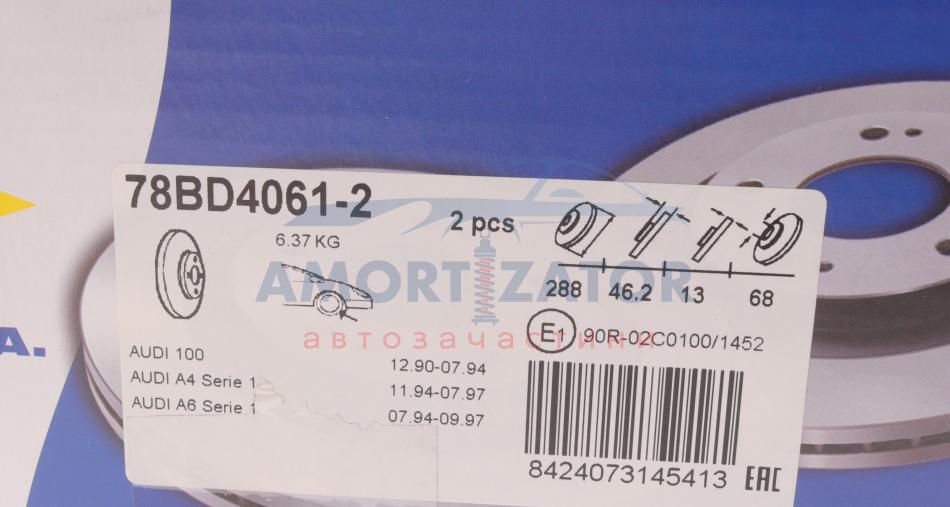 78BD4061-2
2 pcs
6.37 KG
288 46.2 13 68
AMORTIZATOR
автозапчасти
E1 90R-02C0100/1452
AUDI 100 12.90-07.94
AUDI A4 Serie 1 11.94-07.97
AUDI A6 Serie 1 07.94-09.97
8424073145413 EAC
A.